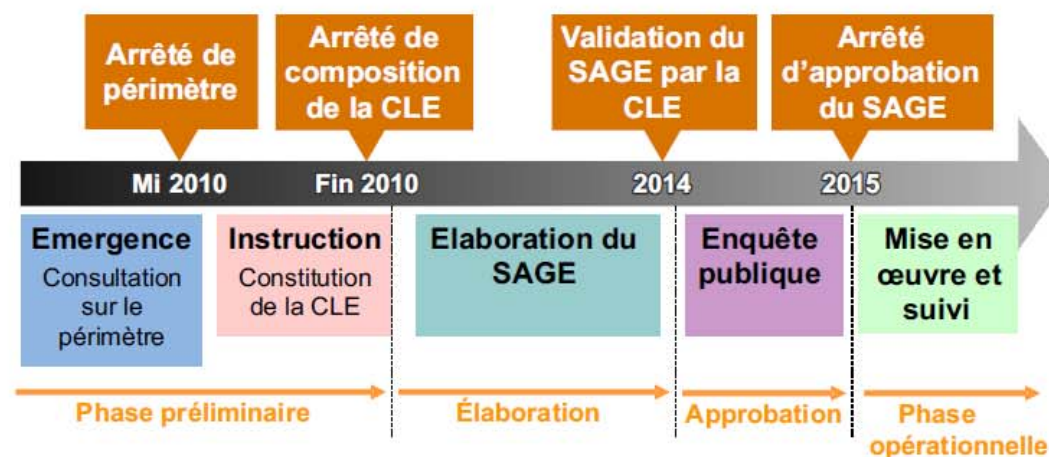 Arrêté de
périmètre
Arrêté de
composition
de la CLE
Validation du
SAGE par la
CLE
Arrêté
d'approbation
du SAGE
Mi 2010
Fin 2010
2014
2015
Emergence
Consultation
sur le
périmètre
Instruction
Constitution
de la CLE
Elaboration du
SAGE
Enquête
publique
Mise en
œuvre et
suivi
Phase préliminaire
Élaboration
Approbation
Phase
opérationnelle